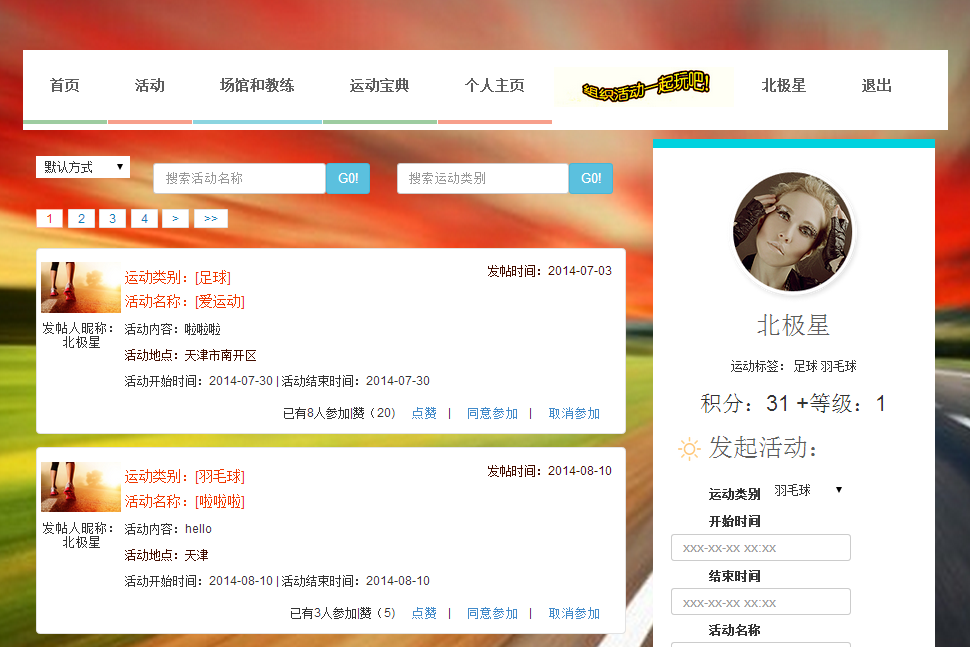 首页 活动 场馆和教练 运动宝典 个人主页 组织活动一起玩吧! 北极星 退出
默认方式 搜索活动名称 GO! 搜索运动类别 GO!
1 2 3 4 > >>
运动类别：[足球] 发帖时间：2014-07-03
活动名称：[爱运动]
发帖人昵称：北极星
活动内容：啦啦啦
活动地点：天津市南开区
活动开始时间：2014-07-30 | 活动结束时间：2014-07-30
已有8人参加|赞（20） 点赞 | 同意参加 | 取消参加
运动类别：[羽毛球] 发帖时间：2014-08-10
活动名称：[啦啦啦]
发帖人昵称：北极星
活动内容：hello
活动地点：天津
活动开始时间：2014-08-10 | 活动结束时间：2014-08-10
已有3人参加|赞（5） 点赞 | 同意参加 | 取消参加
北极星
运动标签： 足球 羽毛球
积分：31 +等级：1
发起活动：
运动类别 羽毛球
开始时间
xxx-xx-xx xx:xx
结束时间
xxx-xx-xx xx:xx
活动名称